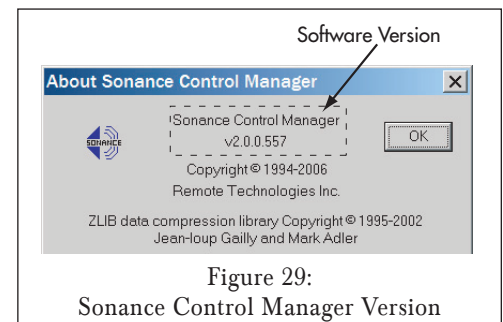 Software Version
About Sonance Control Manager
Sonance Control Manager
v2.0.0.557
OK
SONANCE
Copyright © 1994-2006
Remote Technologies Inc.
ZLIB data compression library Copyright © 1995-2002
Jean-loup Gailly and Mark Adler
Figure 29:
Sonance Control Manager Version